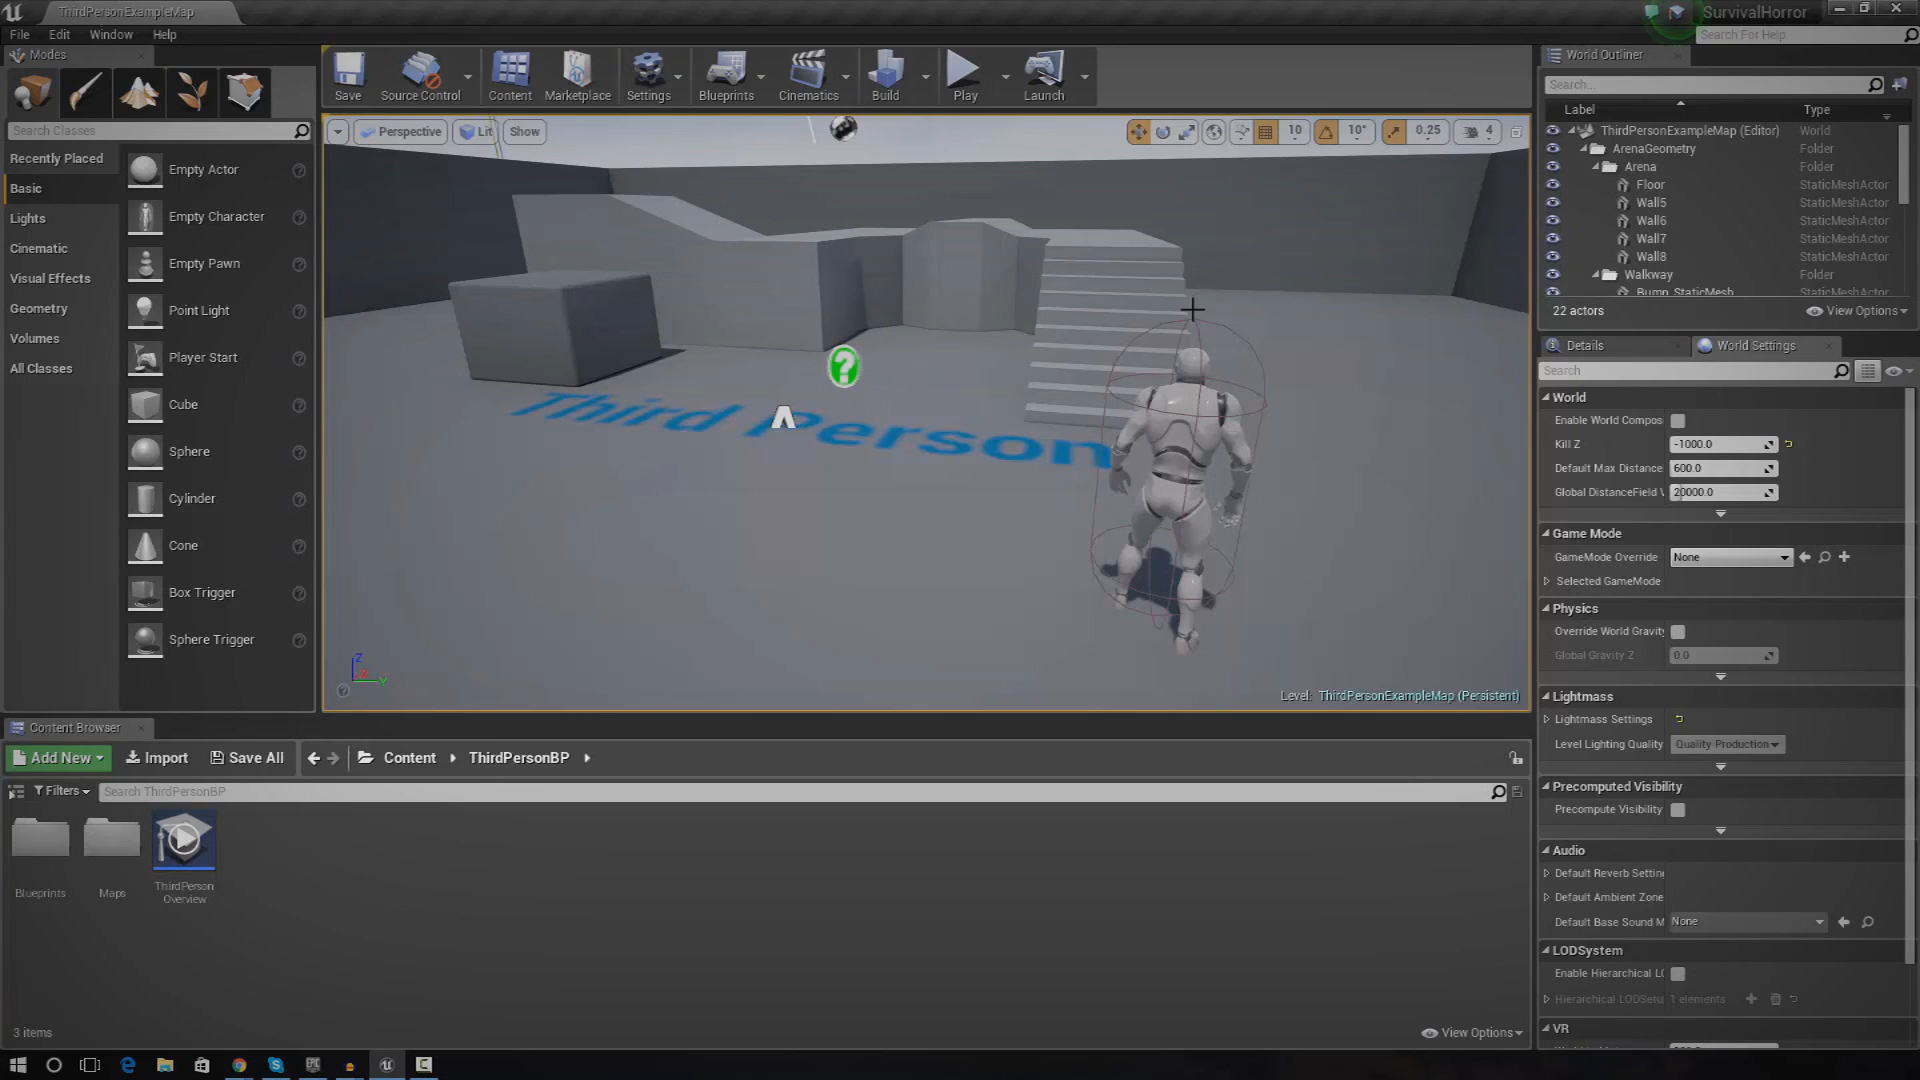 ThirdPersonExampleMap
SurvivalHorror
File Edit Window Help
Search For Help
Modes
Search Classes
Recently Placed
Basic
Lights
Cinematic
Visual Effects
Geometry
Volumes
All Classes
Empty Actor
Empty Character
Empty Pawn
Point Light
Player Start
Cube
Sphere
Cylinder
Cone
Box Trigger
Sphere Trigger
Save
Source Control
Content
Marketplace
Settings
Blueprints
Cinematics
Build
Play
Launch
Perspective
Lit
Show
10
10°
0.25
4
Third Person
Z
Y
Level: ThirdPersonExampleMap (Persistent)
World Outliner
Search...
Label Type
ThirdPersonExampleMap (Editor) World
ArenaGeometry Folder
Arena Folder
Floor StaticMeshActor
Wall5 StaticMeshActor
Wall6 StaticMeshActor
Wall7 StaticMeshActor
Wall8 StaticMeshActor
Walkway Folder
Bump_StaticMesh StaticMeshActor
22 actors
View Options
Details
World Settings
Search
World
Enable World Compos
Kill Z -1000.0
Default Max Distance 600.0
Global DistanceField V 20000.0
Game Mode
GameMode Override None
Selected GameMode
Physics
Override World Gravity
Global Gravity Z 0.0
Lightmass
Lightmass Settings
Level Lighting Quality Quality Production
Precomputed Visibility
Precompute Visibility
Audio
Default Reverb Settin
Default Ambient Zone
Default Base Sound M None
LODSystem
Enable Hierarchical LO
Hierarchical LODSetu 1 elements
VR
Content Browser
Add New
Import
Save All
Content
ThirdPersonBP
Filters
Search ThirdPersonBP
Blueprints
Maps
ThirdPerson
Overview
3 items
View Options